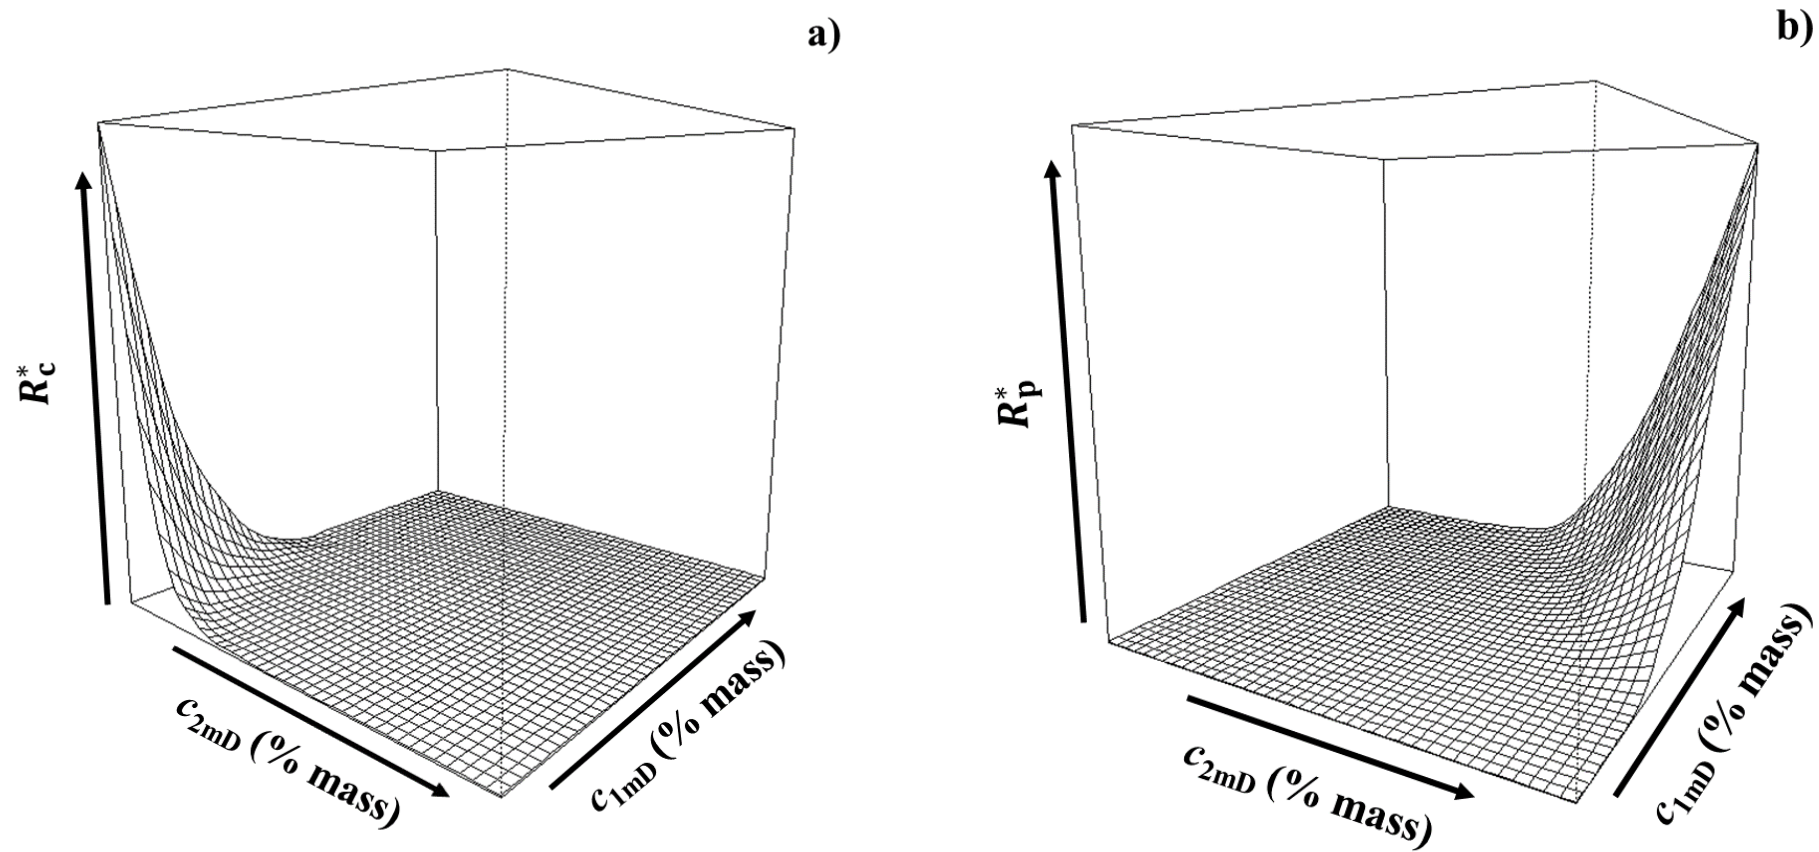 a)
R*c
c2mD (% mass)
c1mD (% mass)
b)
R*p
c2mD (% mass)
c1mD (% mass)